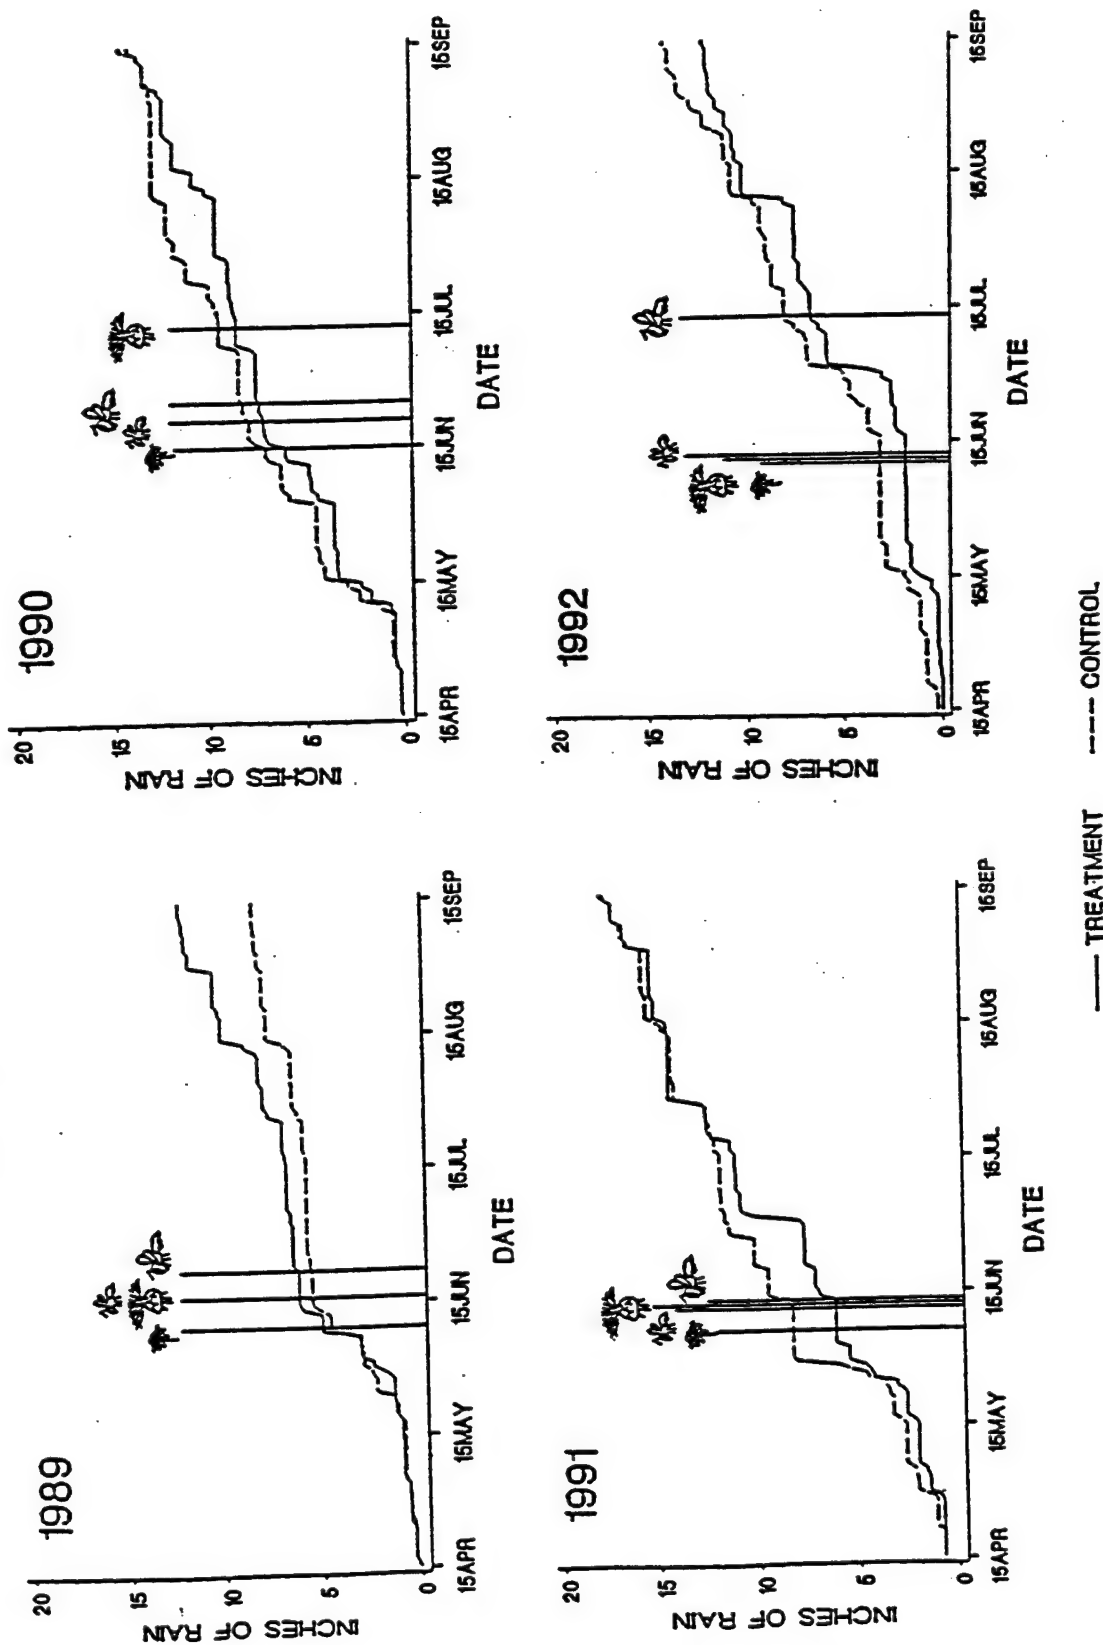 1989
INCHES OF RAIN
20
15
10
5
0
15APR
15MAY
15JUN
15JUL
15AUG
15SEP
DATE
1990
INCHES OF RAIN
20
15
10
5
0
15APR
15MAY
15JUN
15JUL
15AUG
15SEP
DATE
1991
INCHES OF RAIN
20
15
10
5
0
15APR
15MAY
15JUN
15JUL
15AUG
15SEP
DATE
1992
INCHES OF RAIN
20
15
10
5
0
15APR
15MAY
15JUN
15JUL
15AUG
15SEP
DATE
TREATMENT
CONTROL